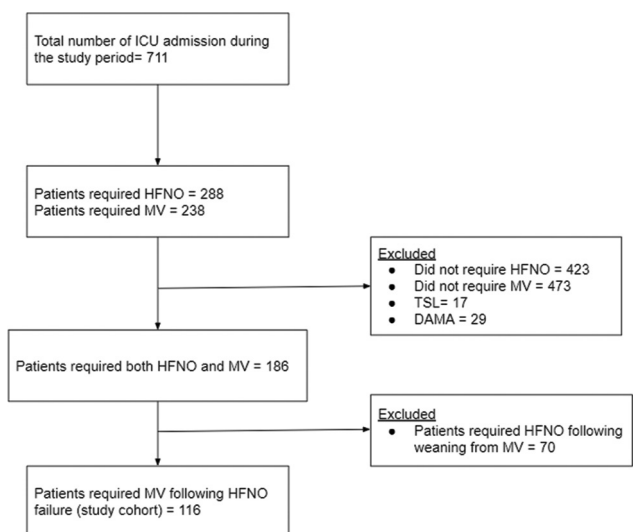 Total number of ICU admission during
the study period= 711
Patients required HFNO = 288
Patients required MV = 238
Excluded
● Did not require HFNO = 423
● Did not require MV = 473
● TSL= 17
● DAMA = 29
Patients required both HFNO and MV = 186
Excluded
● Patients required HFNO following
weaning from MV = 70
Patients required MV following HFNO
failure (study cohort) = 116